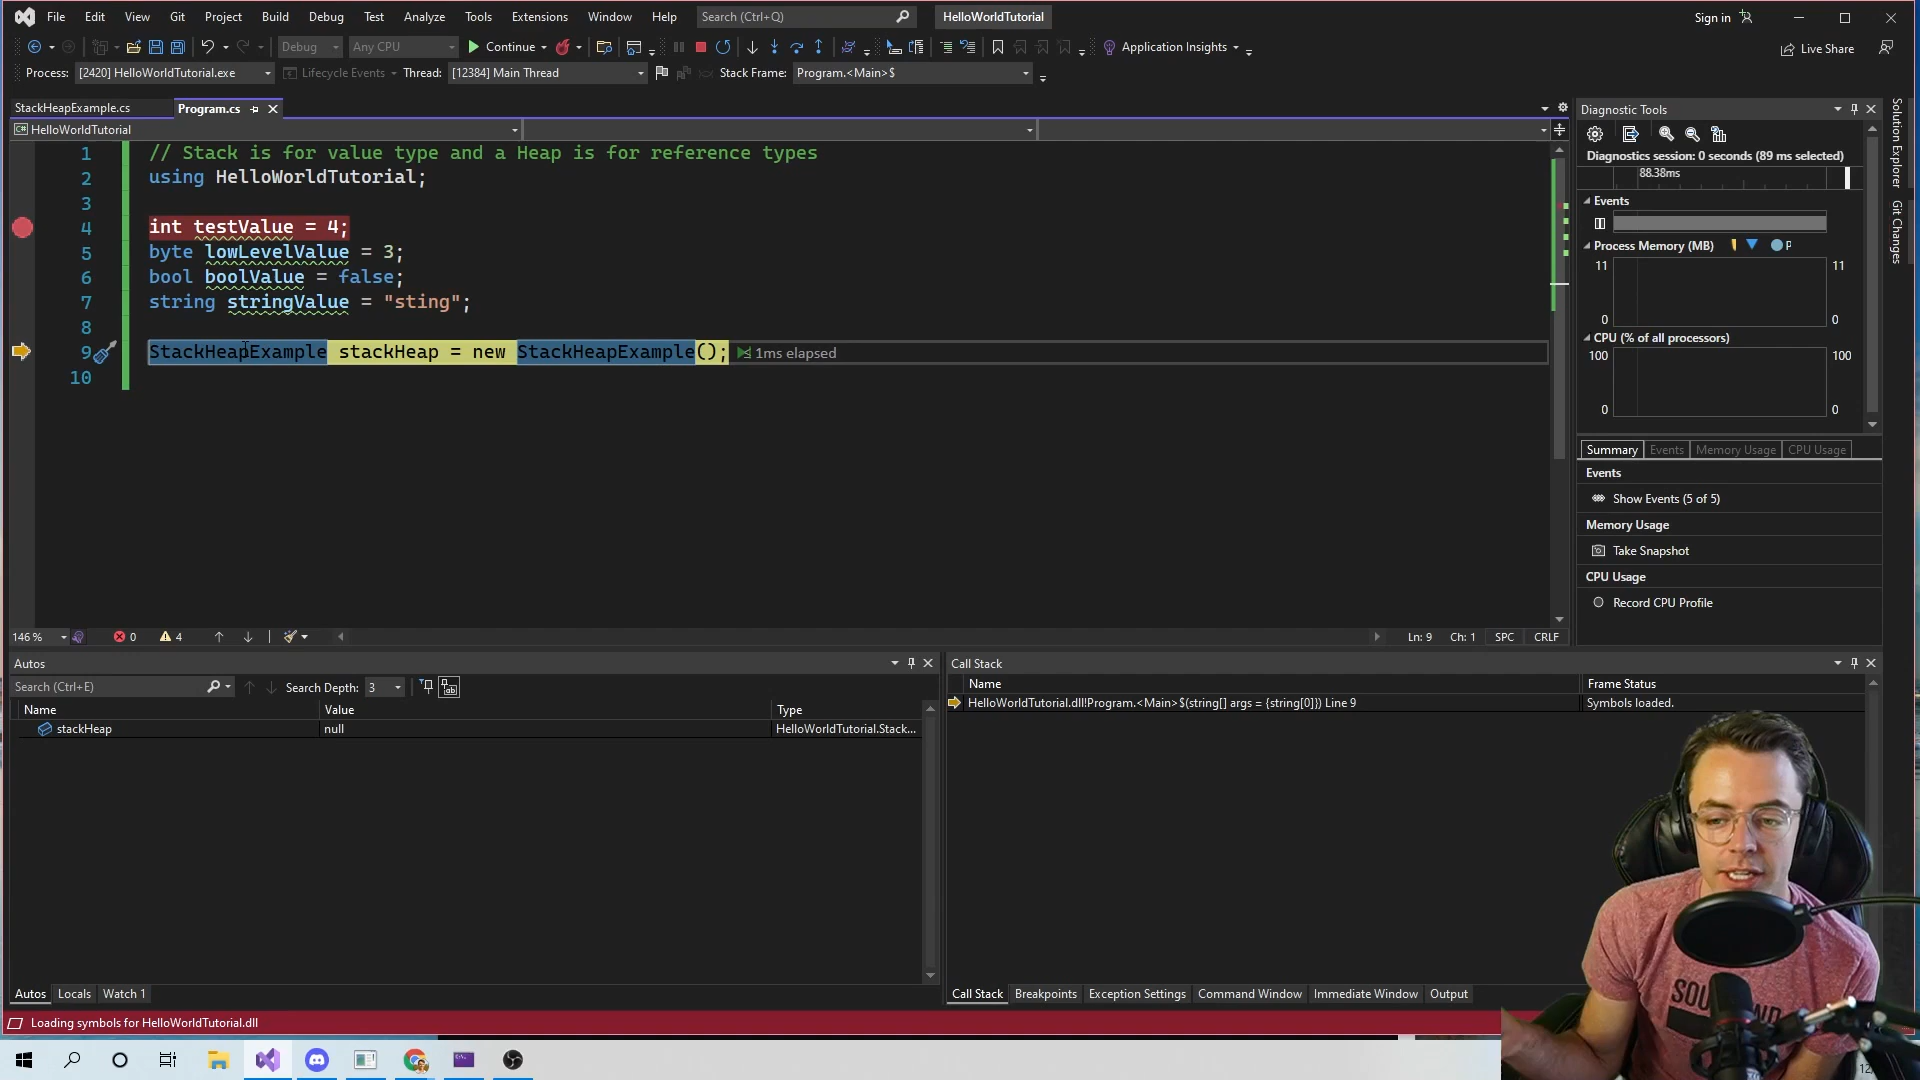 File Edit View Git Project Build Debug Test Analyze Tools Extensions Window Help Search (Ctrl+Q) HelloWorldTutorial Sign in
Debug Any CPU Continue Application Insights Live Share
Process: [2420] HelloWorldTutorial.exe Lifecycle Events Thread: [12384] Main Thread Stack Frame: Program.<Main>$
StackHeapExample.cs Program.cs
HelloWorldTutorial
1 // Stack is for value type and a Heap is for reference types
2 using HelloWorldTutorial;
3
4 int testValue = 4;
5 byte lowLevelValue = 3;
6 bool boolValue = false;
7 string stringValue = "sting";
8
9 StackHeapExample stackHeap = new StackHeapExample(); 1ms elapsed
10
146 % 0 4 Ln: 9 Ch: 1 SPC CRLF
Diagnostic Tools
Diagnostics session: 0 seconds (89 ms selected)
88.38ms
Events
Process Memory (MB) P
11 11
0 0
CPU (% of all processors)
100 100
0 0
Summary Events Memory Usage CPU Usage
Events
Show Events (5 of 5)
Memory Usage
Take Snapshot
CPU Usage
Record CPU Profile
Solution Explorer
Git Changes
Autos
Search (Ctrl+E) Search Depth: 3
Name Value Type
stackHeap null HelloWorldTutorial.Stack...
Autos Locals Watch 1
Call Stack
Name Frame Status
HelloWorldTutorial.dll!Program.<Main>$(string[] args = {string[0]}) Line 9 Symbols loaded.
Call Stack Breakpoints Exception Settings Command Window Immediate Window Output
Loading symbols for HelloWorldTutorial.dll